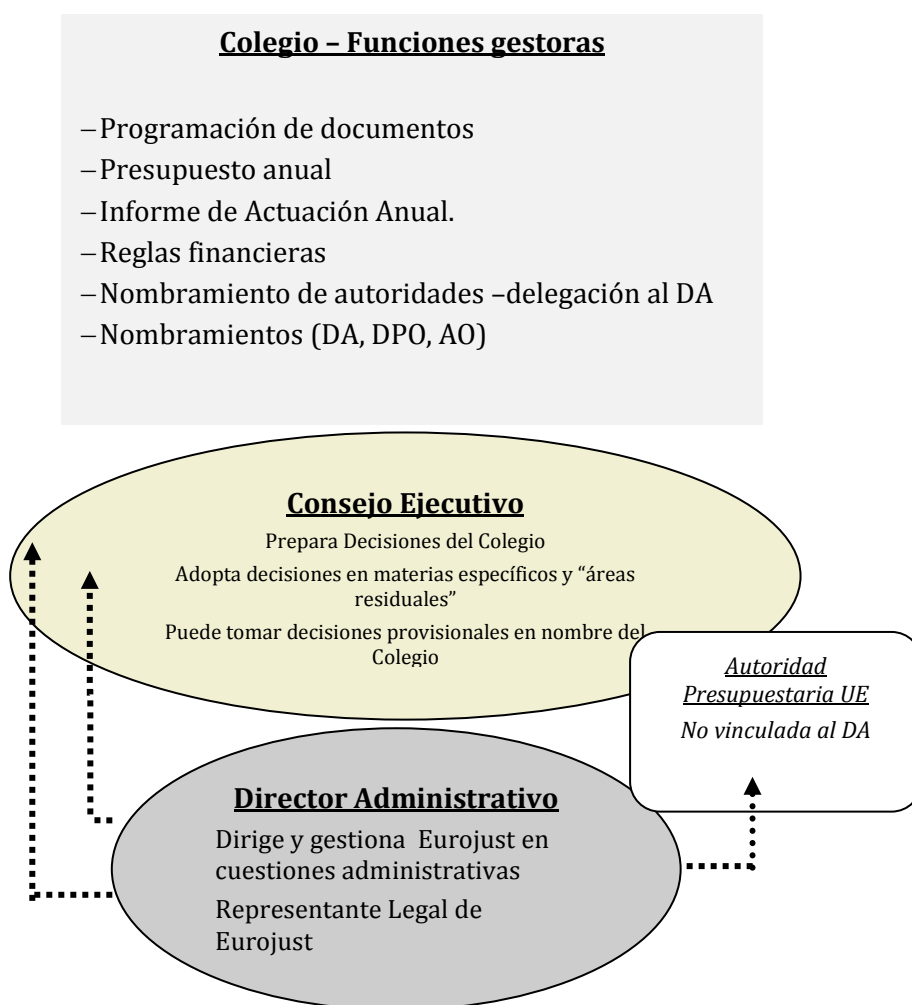 Colegio – Funciones gestoras
–Programación de documentos
–Presupuesto anual
–Informe de Actuación Anual.
–Reglas financieras
–Nombramiento de autoridades –delegación al DA
–Nombramientos (DA, DPO, AO)
Consejo Ejecutivo
Prepara Decisiones del Colegio
Adopta decisiones en materias específicos y “áreas
residuales”
Puede tomar decisiones provisionales en nombre del
Colegio
Autoridad
Presupuestaria UE
No vinculada al DA
Director Administrativo
Dirige y gestiona Eurojust en
cuestiones administrativas
Representante Legal de
Eurojust